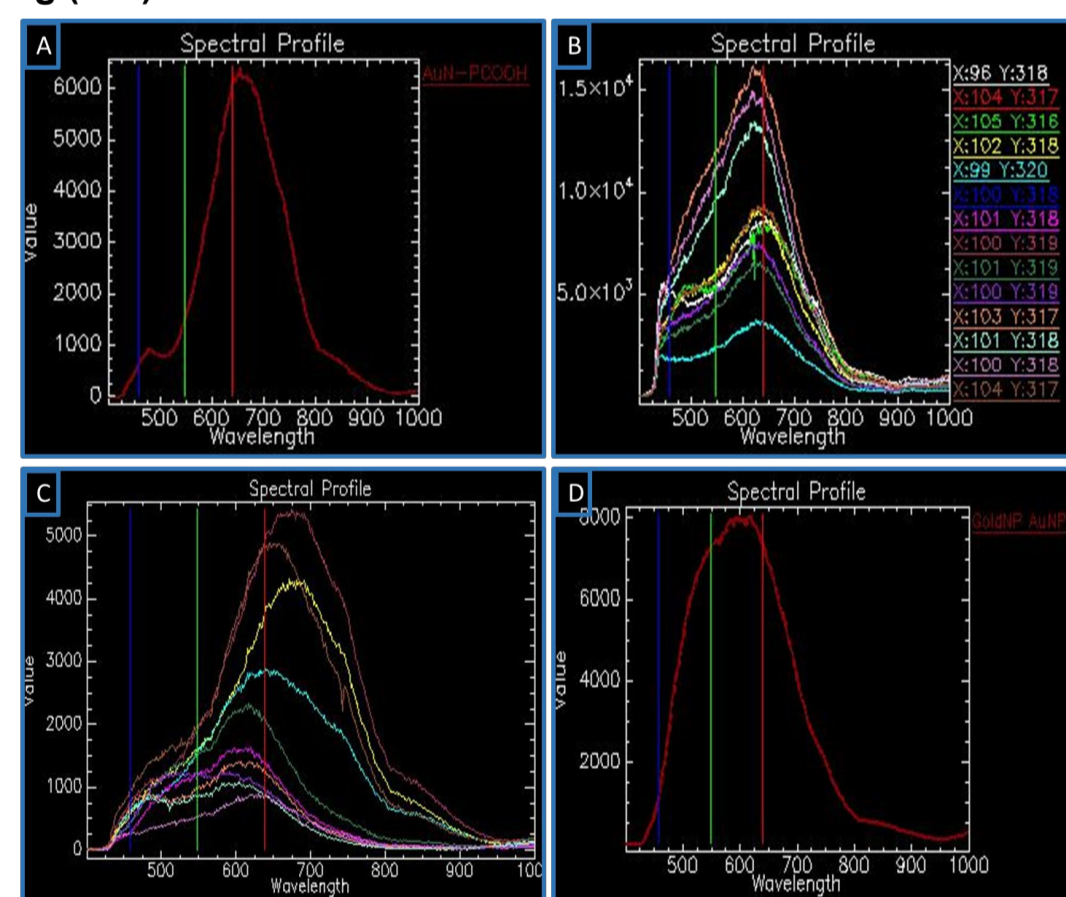 A
Spectral Profile
AuN-PCOOH
6000
5000
4000
3000
2000
1000
0
Value
500 600 700 800 900 1000
Wavelength
B
Spectral Profile
1.5×10⁴
1.0×10⁴
5.0×10³
500 600 700 800 900 1000
Wavelength
X:96 Y:318
X:104 Y:317
X:105 Y:316
X:102 Y:318
X:99 Y:320
X:100 Y:318
X:101 Y:318
X:100 Y:319
X:101 Y:319
X:100 Y:319
X:103 Y:317
X:101 Y:318
X:100 Y:318
X:104 Y:317
C
Spectral Profile
5000
4000
3000
2000
1000
0
Value
500 600 700 800 900 100
Wavelength
D
Spectral Profile
GoldNP AuNP
8000
6000
4000
2000
Value
500 600 700 800 900 1000
Wavelength